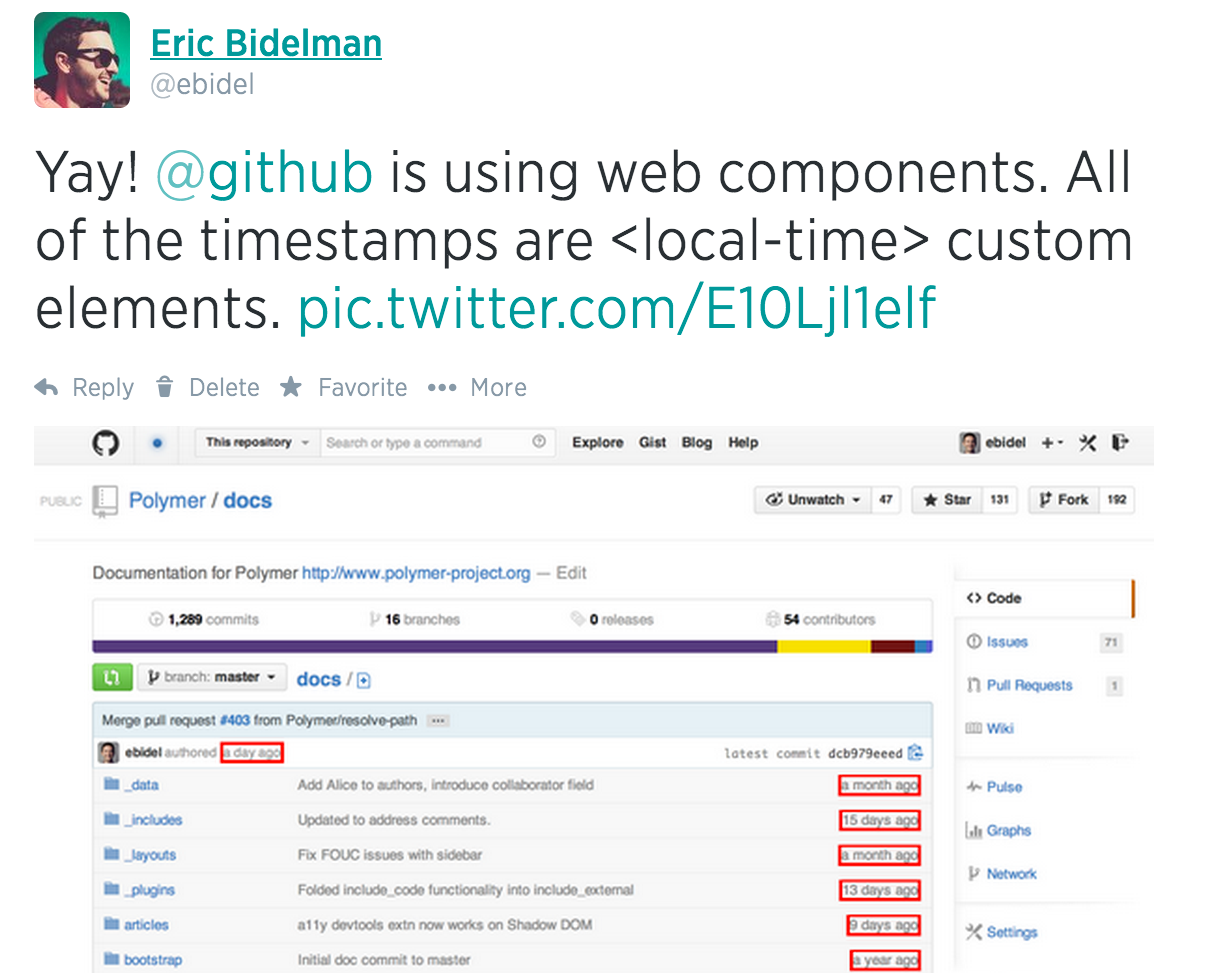 Eric Bidelman
@ebidel
Yay! @github is using web components. All
of the timestamps are <local-time> custom
elements. pic.twitter.com/E10Ljl1elf
Reply Delete Favorite More
This repository Search or type a command Explore Gist Blog Help ebidel
PUBLIC Polymer / docs Unwatch 47 Star 131 Fork 192
Documentation for Polymer http://www.polymer-project.org — Edit
1,289 commits 16 branches 0 releases 54 contributors
branch: master docs /
Merge pull request #403 from Polymer/resolve-path ...
ebidel authored a day ago latest commit dcb979eeed
_data Add Alice to authors, introduce collaborator field a month ago
_includes Updated to address comments. 15 days ago
_layouts Fix FOUC issues with sidebar a month ago
_plugins Folded include_code functionality into include_external 13 days ago
articles a11y devtools extn now works on Shadow DOM 9 days ago
bootstrap Initial doc commit to master a year ago
<> Code
Issues 71
Pull Requests 1
Wiki
Pulse
Graphs
Network
Settings